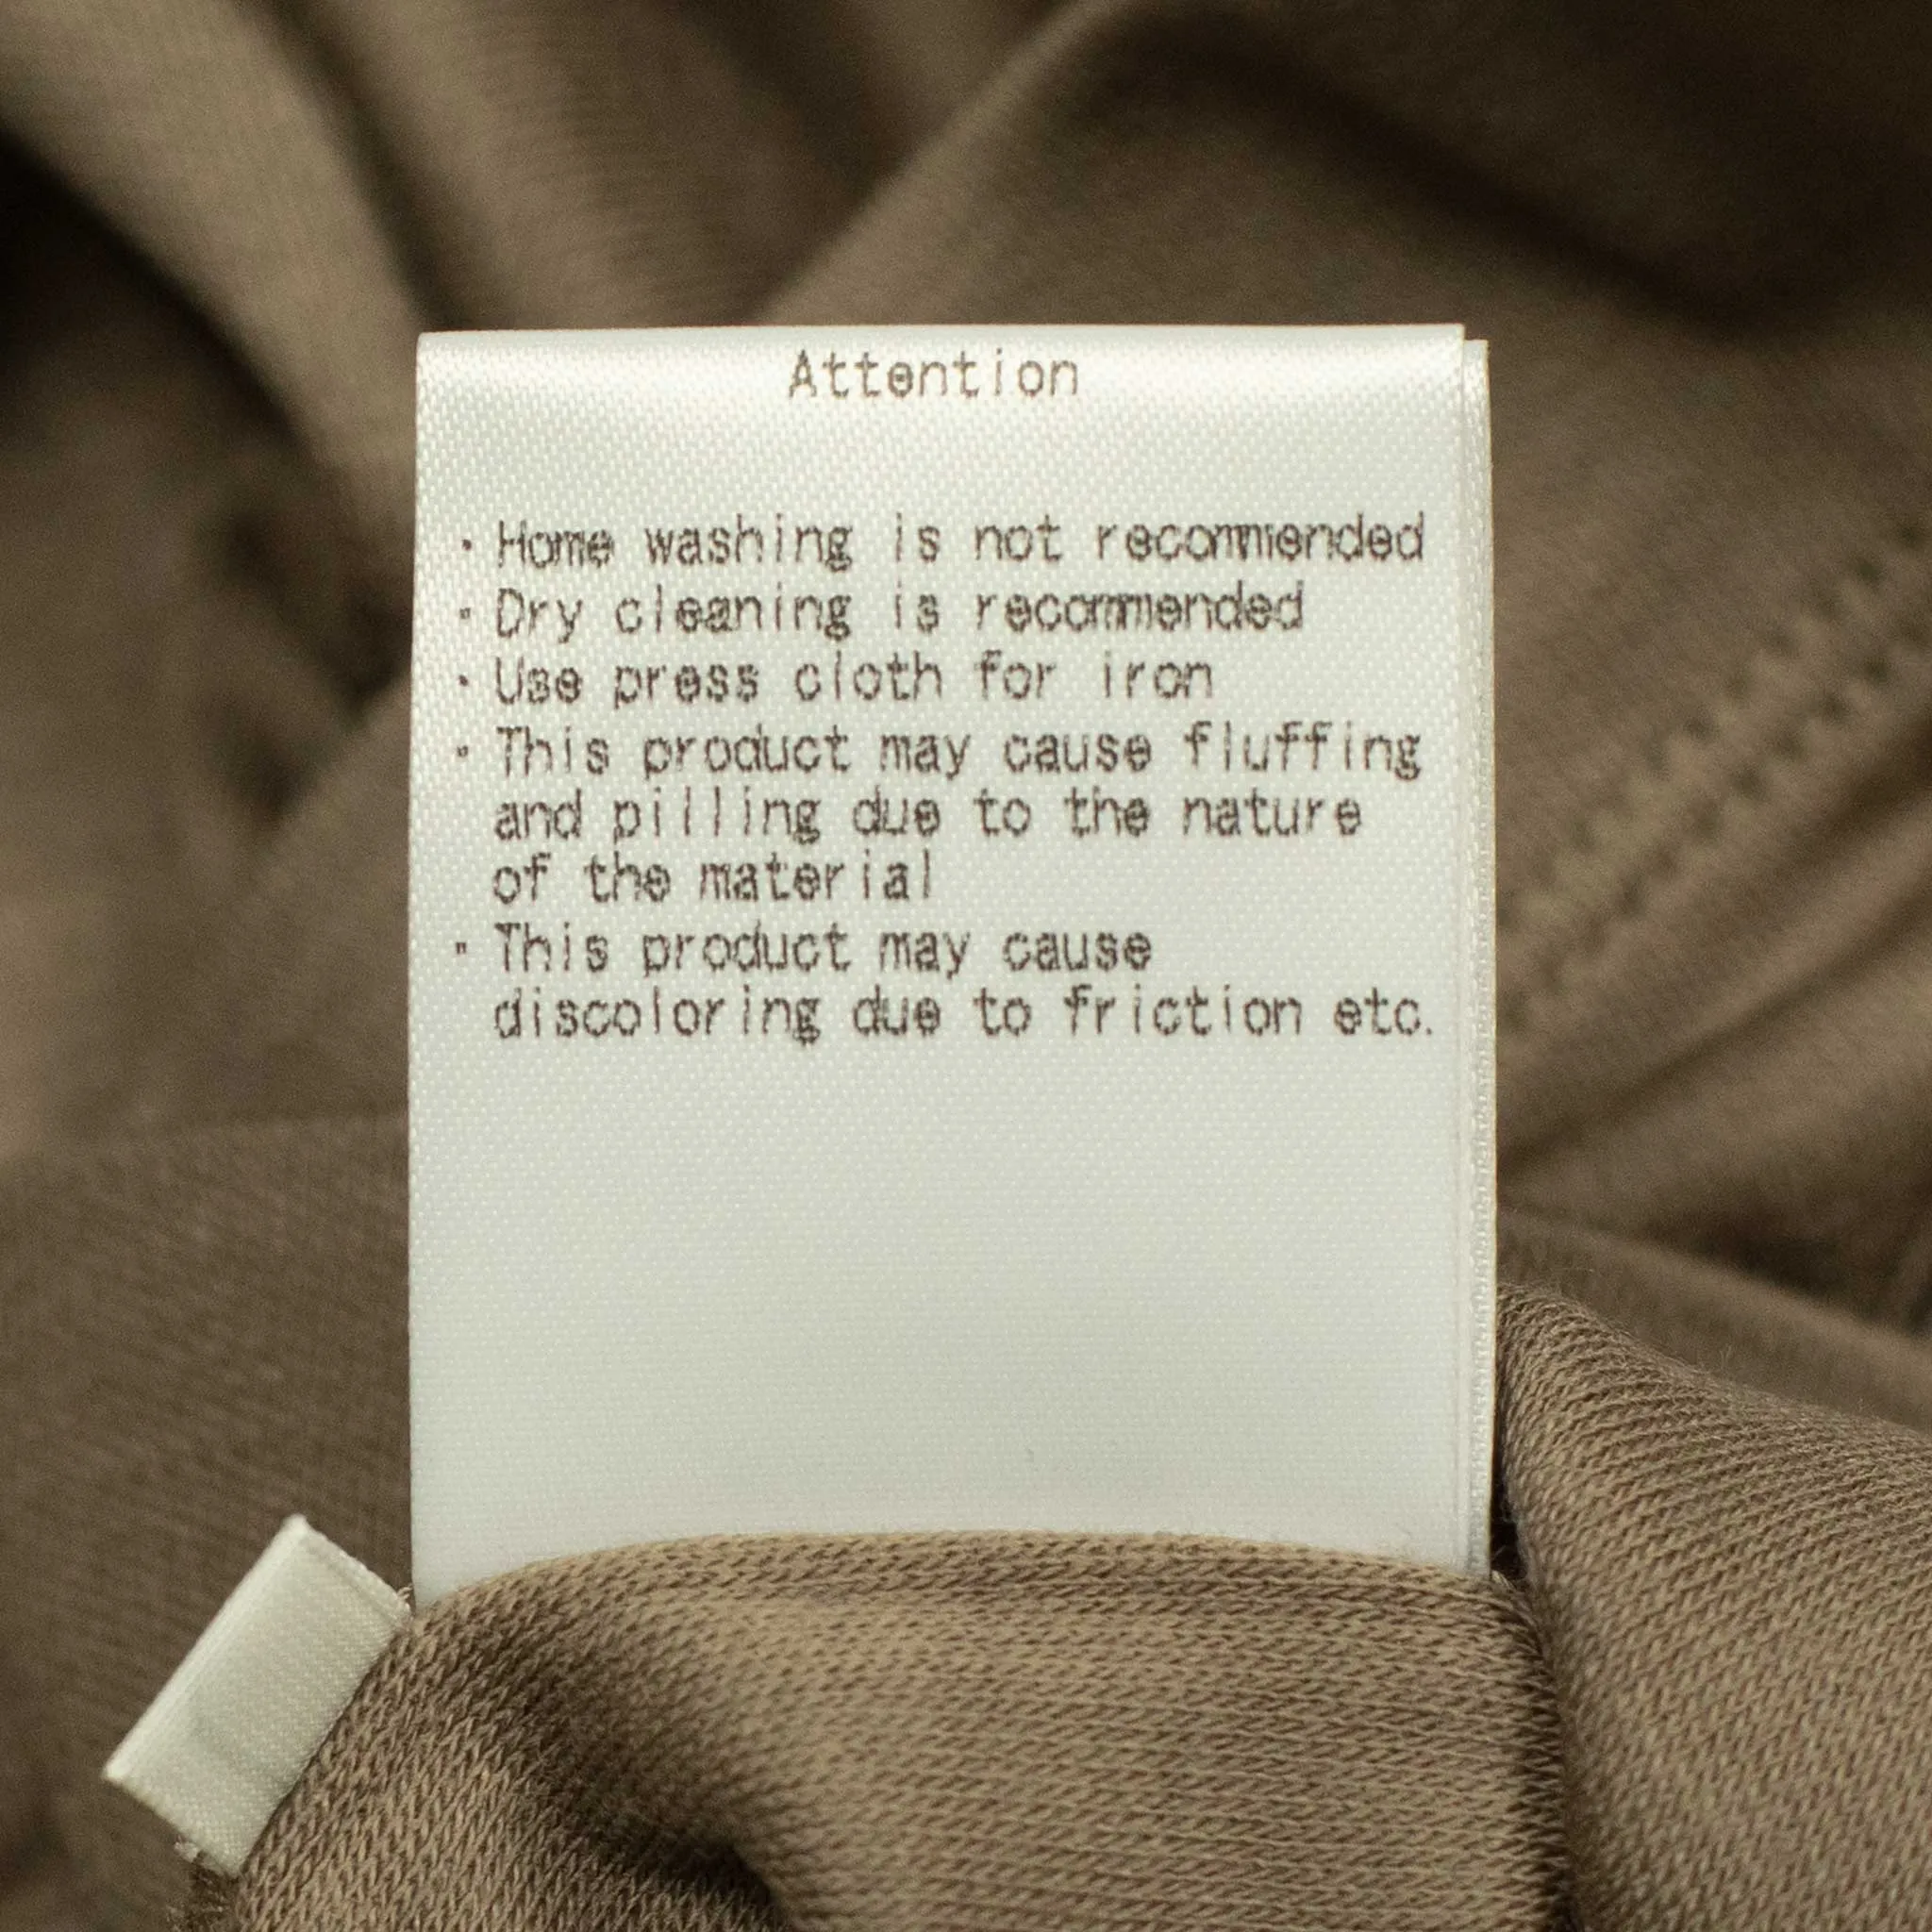 Attention
・Home washing is not recommended
・Dry cleaning is recommended
・Use press cloth for iron
・This product may cause fluffing
and pilling due to the nature
of the material
・This product may cause
discoloring due to friction etc.